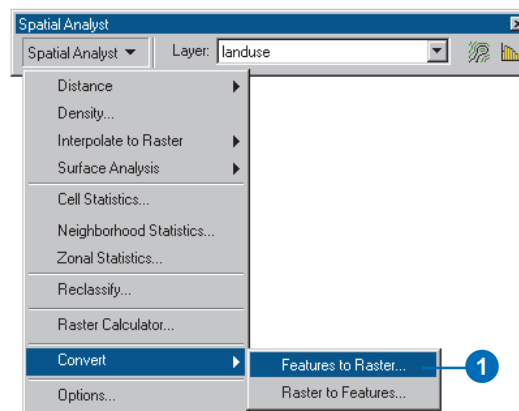 Spatial Analyst
Spatial Analyst Layer: landuse
Distance
Density...
Interpolate to Raster
Surface Analysis
Cell Statistics...
Neighborhood Statistics...
Zonal Statistics...
Reclassify...
Raster Calculator...
Convert Features to Raster... 1
Options... Raster to Features...